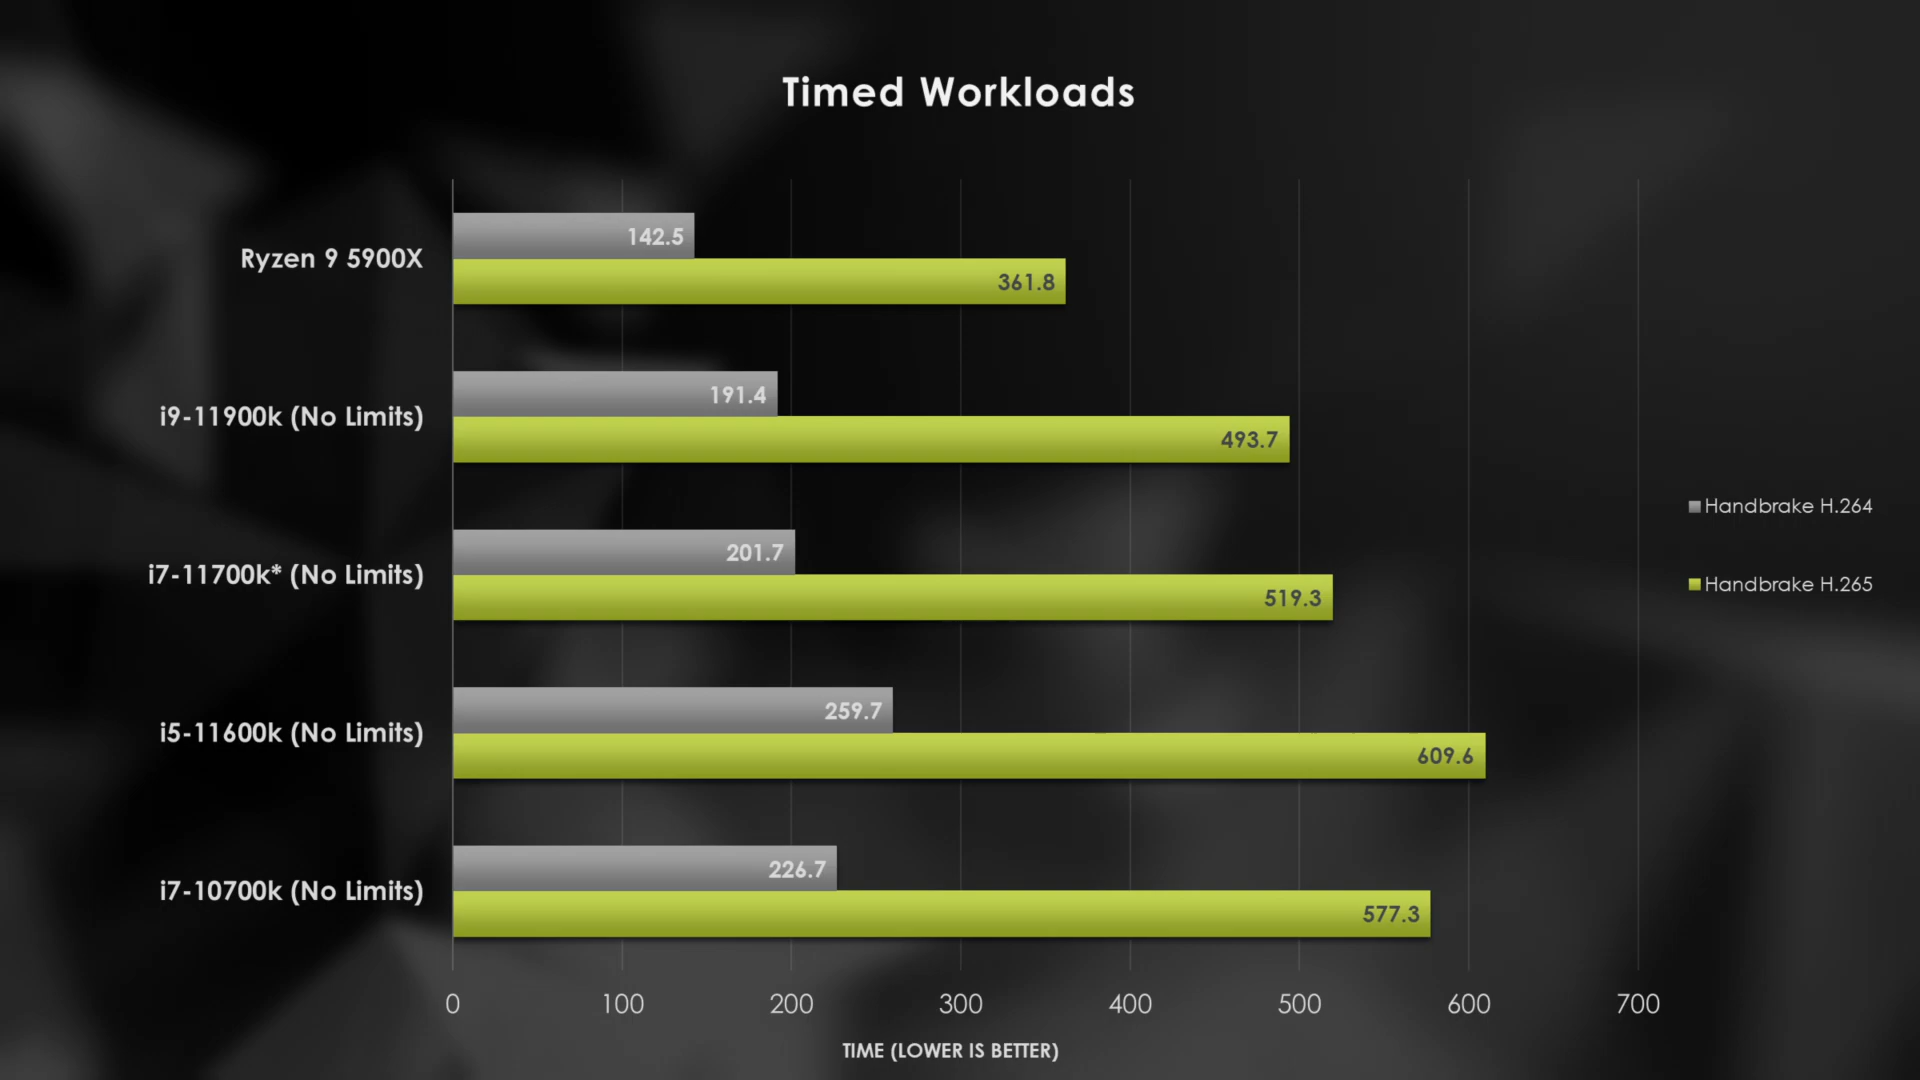 Timed Workloads
Ryzen 9 5900X
142.5
361.8
i9-11900k (No Limits)
191.4
493.7
i7-11700k* (No Limits)
201.7
519.3
i5-11600k (No Limits)
259.7
609.6
i7-10700k (No Limits)
226.7
577.3
Handbrake H.264
Handbrake H.265
0 100 200 300 400 500 600 700
TIME (LOWER IS BETTER)